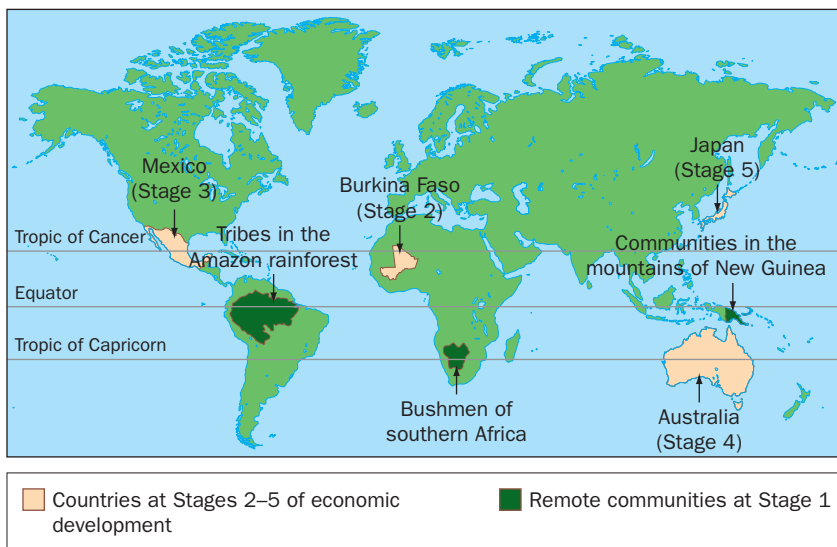 Mexico
(Stage 3)
Burkina Faso
(Stage 2)
Japan
(Stage 5)
Tropic of Cancer
Tribes in the
Amazon rainforest
Communities in the
mountains of New Guinea
Equator
Tropic of Capricorn
Bushmen of
southern Africa
Australia
(Stage 4)
Countries at Stages 2–5 of economic
development
Remote communities at Stage 1